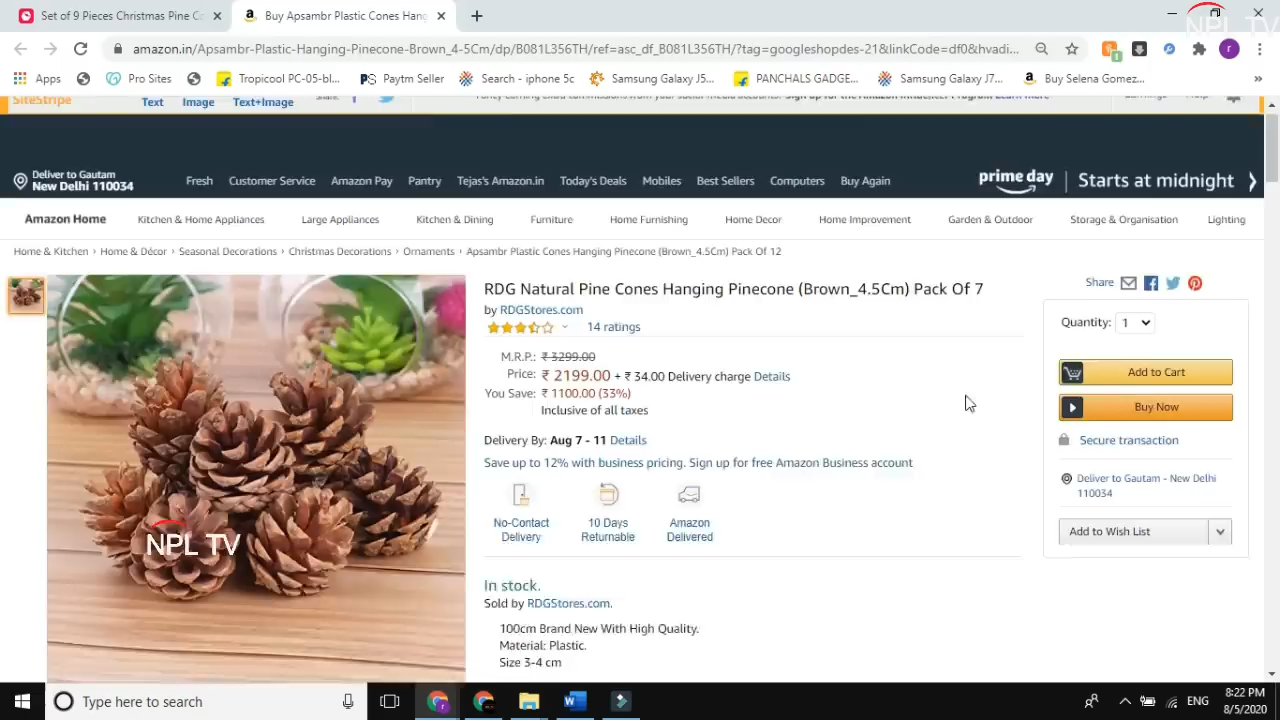 Set of 9 Pieces Christmas Pine Co
Buy Apsambr Plastic Cones Hang
NPL TV
amazon.in/Apsambr-Plastic-Hanging-Pinecone-Brown_4-5Cm/dp/B081L356TH/ref=asc_df_B081L356TH/?tag=googleshopdes-21&linkCode=df0&hvadi...
1
r
Apps
Pro Sites
Tropicool PC-05-bl...
Paytm Seller
Search - iphone 5c
Samsung Galaxy J5...
PANCHALS GADGE...
Samsung Galaxy J7...
Buy Selena Gomez...
»
SiteStripe
Text
Image
Text+Image
Deliver to Gautam
New Delhi 110034
Fresh
Customer Service
Amazon Pay
Pantry
Tejas's Amazon.in
Today's Deals
Mobiles
Best Sellers
Computers
Buy Again
prime day
Starts at midnight
Amazon Home
Kitchen & Home Appliances
Large Appliances
Kitchen & Dining
Furniture
Home Furnishing
Home Decor
Home Improvement
Garden & Outdoor
Storage & Organisation
Lighting
Home & Kitchen › Home & Décor › Seasonal Decorations › Christmas Decorations › Ornaments › Apsambr Plastic Cones Hanging Pinecone (Brown_4.5Cm) Pack Of 12
RDG Natural Pine Cones Hanging Pinecone (Brown_4.5Cm) Pack Of 7
by RDGStores.com
14 ratings
M.R.P.: ₹ 3299.00
Price: ₹ 2199.00 + ₹ 34.00 Delivery charge Details
You Save: ₹ 1100.00 (33%)
Inclusive of all taxes
Delivery By: Aug 7 - 11 Details
Save up to 12% with business pricing. Sign up for free Amazon Business account
No-Contact
Delivery
10 Days
Returnable
Amazon
Delivered
In stock.
Sold by RDGStores.com.
100cm Brand New With High Quality.
Material: Plastic.
Size 3-4 cm
Share
Quantity: 1
Add to Cart
Buy Now
Secure transaction
Deliver to Gautam - New Delhi
110034
Add to Wish List
NPL TV
Type here to search
r
W
ENG
8:22 PM
8/5/2020